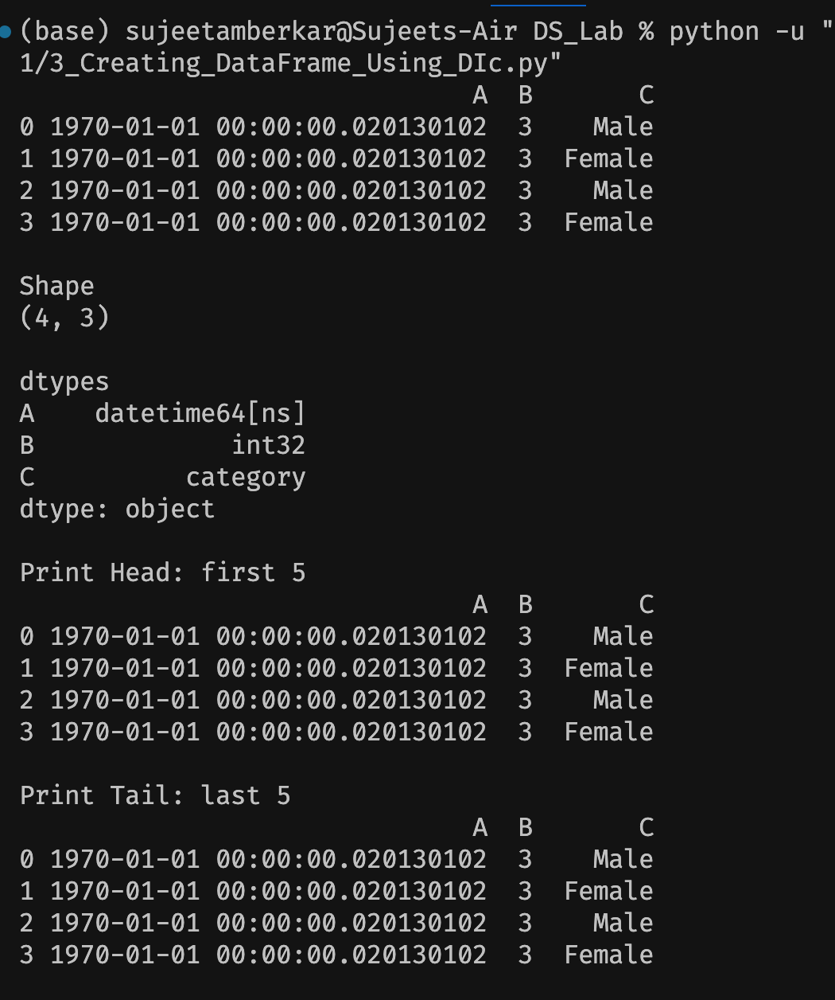 (base) sujeetamberkar@Sujeets-Air DS_Lab % python -u "
1/3_Creating_DataFrame_Using_DIc.py"
                              A  B       C
0 1970-01-01 00:00:00.020130102  3    Male
1 1970-01-01 00:00:00.020130102  3  Female
2 1970-01-01 00:00:00.020130102  3    Male
3 1970-01-01 00:00:00.020130102  3  Female

Shape
(4, 3)

dtypes
A    datetime64[ns]
B             int32
C          category
dtype: object

Print Head: first 5
                              A  B       C
0 1970-01-01 00:00:00.020130102  3    Male
1 1970-01-01 00:00:00.020130102  3  Female
2 1970-01-01 00:00:00.020130102  3    Male
3 1970-01-01 00:00:00.020130102  3  Female

Print Tail: last 5
                              A  B       C
0 1970-01-01 00:00:00.020130102  3    Male
1 1970-01-01 00:00:00.020130102  3  Female
2 1970-01-01 00:00:00.020130102  3    Male
3 1970-01-01 00:00:00.020130102  3  Female